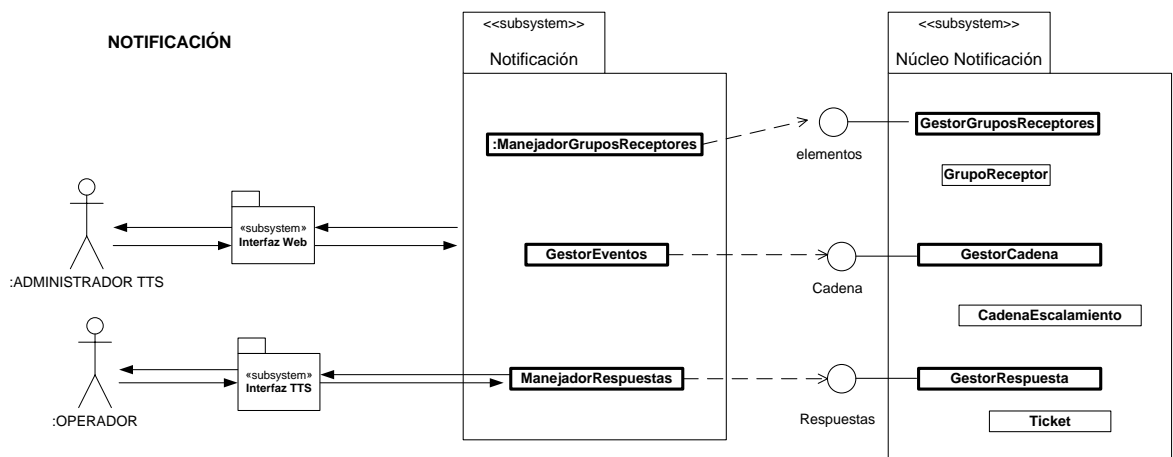 NOTIFICACIÓN
<<subsystem>>
Notificación
<<subsystem>>
Núcleo Notificación
:ManejadorGruposReceptores
elementos
GestorGruposReceptores
GrupoReceptor
:ADMINISTRADOR TTS
«subsystem»
Interfaz Web
GestorEventos
Cadena
GestorCadena
CadenaEscalamiento
:OPERADOR
«subsystem»
Interfaz TTS
ManejadorRespuestas
Respuestas
GestorRespuesta
Ticket